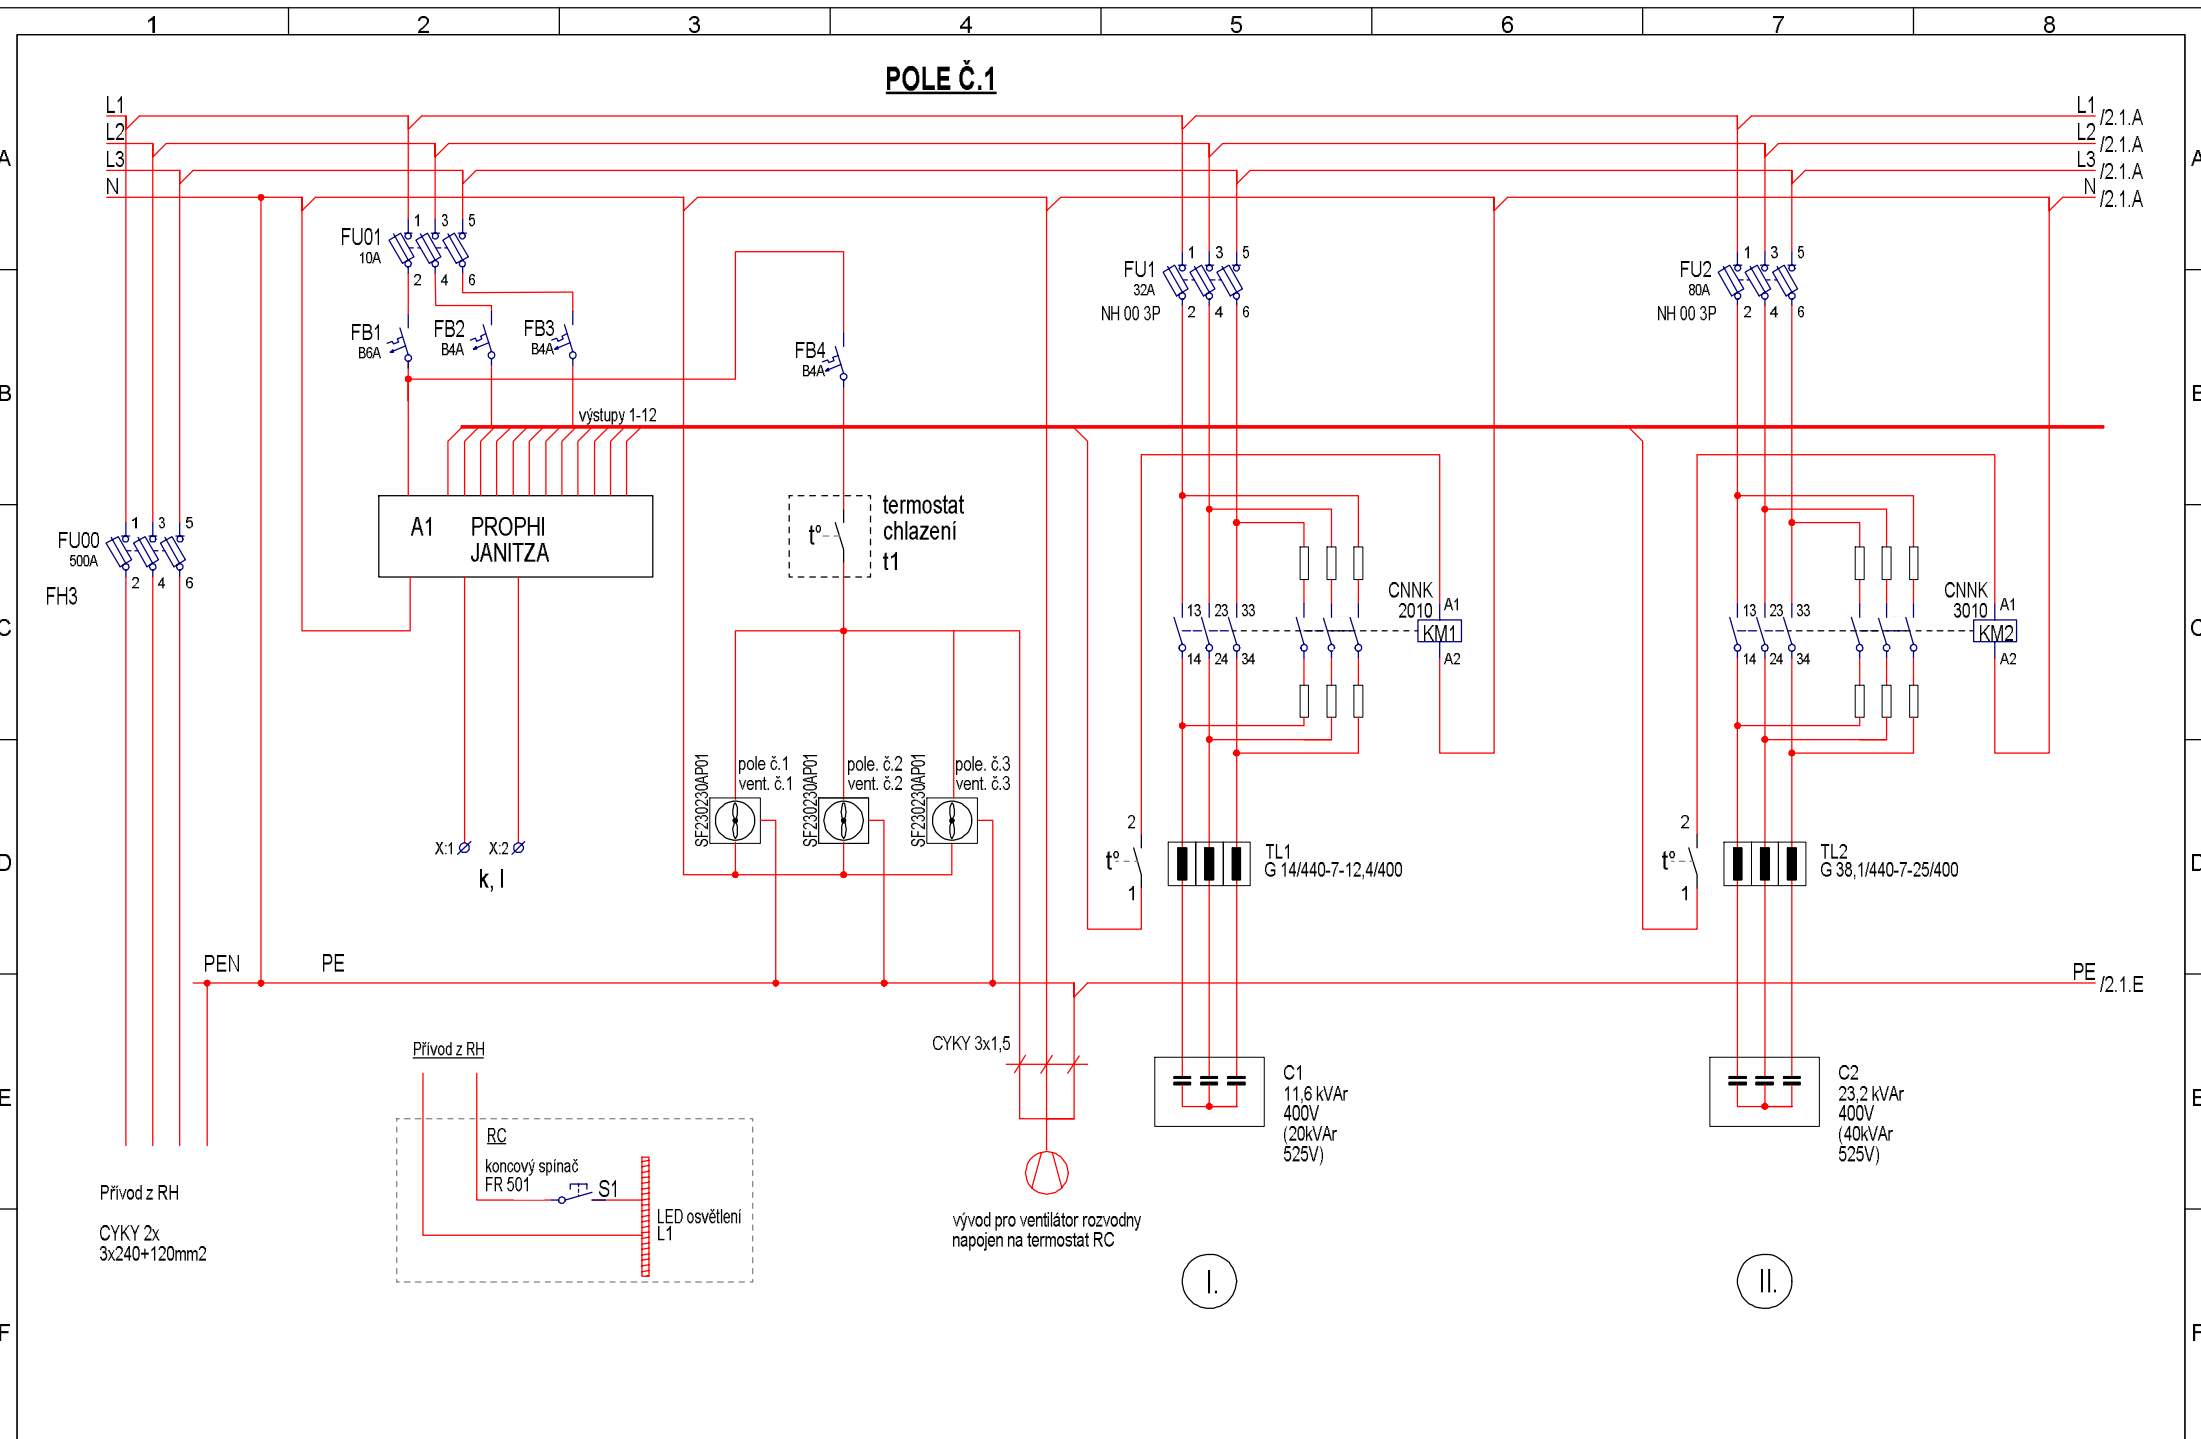 1 2 3 4 5 6 7 8
POLE Č.1
L1 L1 /2.1.A
L2 L2 /2.1.A
A A
L3 L3 /2.1.A
N N /2.1.A
1 3 5
FU01
10A
2 4 6
1 3 5
FU1
32A
NH 00 3P 2 4 6
1 3 5
FU2
80A
NH 00 3P 2 4 6
FB1
B6A
FB2
B4A
FB3
B4A
FB4
B4A
B
výstupy 1-12
A1 PROPHI
JANITZA
termostat
chlazení
t1
t°
1 3 5
FU00
500A
2 4 6
FH3
C C
CNNK
2010 A1
KM1
A2
13 23 33
14 24 34
CNNK
3010 A1
KM2
A2
13 23 33
14 24 34
SF230230AP01
pole č.1
vent. č.1
SF230230AP01
pole. č.2
vent. č.2
SF230230AP01
pole. č.3
vent. č.3
X:1 X:2
k, l
D D
2
t°
1
TL1
G 14/440-7-12,4/400
2
t°
1
TL2
G 38,1/440-7-25/400
PEN PE PE /2.1.E
CYKY 3x1,5
Přívod z RH
E E
C1
11,6 kVAr
400V
(20kVAr
525V)
C2
23,2 kVAr
400V
(40kVAr
525V)
RC
koncový spínač
FR 501
S1
LED osvětlení
L1
Přívod z RH
CYKY 2x
3x240+120mm2
vývod pro ventilátor rozvodny
napojen na termostat RC
I. II.
F F